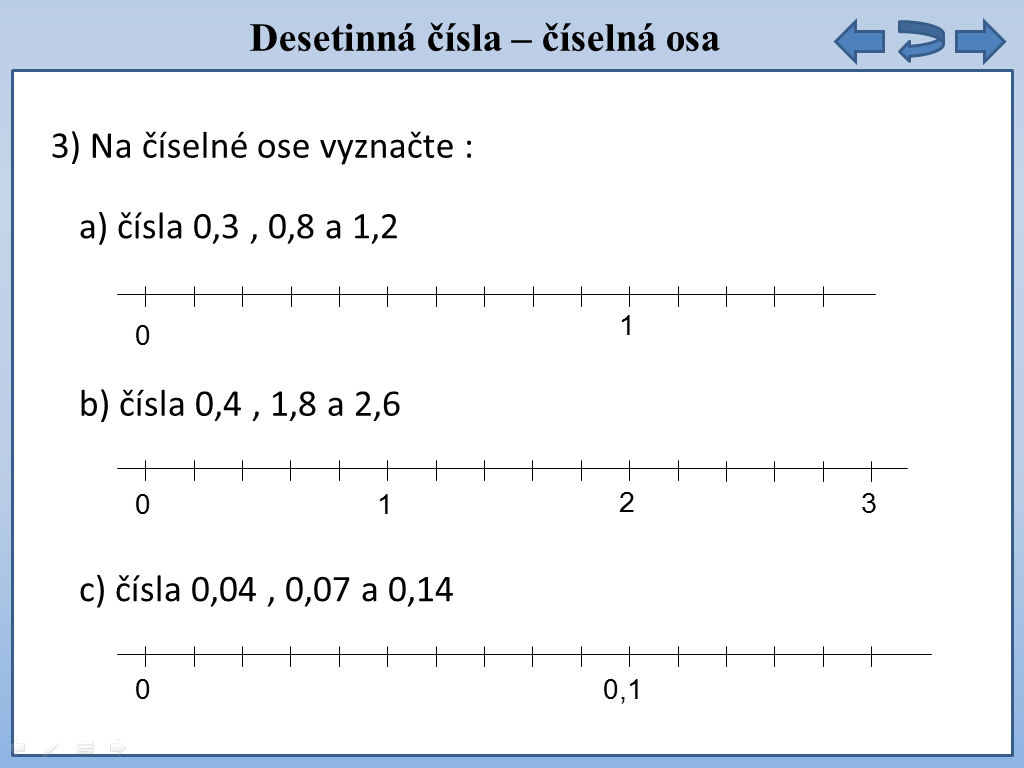 Desetinná čísla – číselná osa
3) Na číselné ose vyznačte :
a) čísla 0,3 , 0,8 a 1,2
0 1
b) čísla 0,4 , 1,8 a 2,6
0 1 2 3
c) čísla 0,04 , 0,07 a 0,14
0 0,1